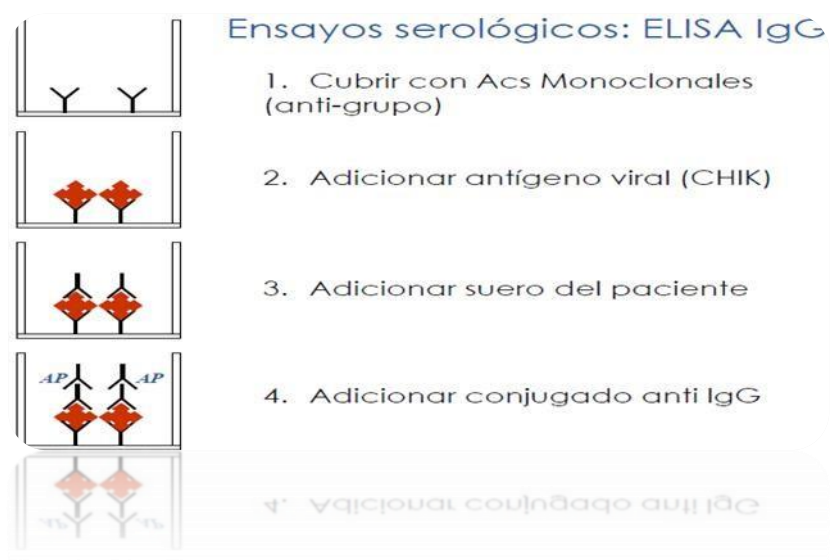 Ensayos serológicos: ELISA IgG
1. Cubrir con Acs Monoclonales
(anti-grupo)
2. Adicionar antígeno viral (CHIK)
3. Adicionar suero del paciente
AP AP
4. Adicionar conjugado anti IgG